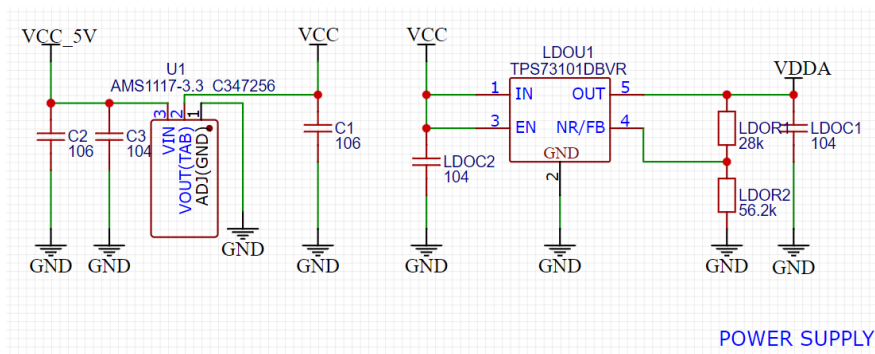 VCC_5V
VCC
VCC
U1
AMS1117-3.3 C347256
LDOU1
TPS73101DBVR
VDDA
3
2
1
VIN
VOUT(TAB)
ADJ(GND)
C2
106
C3
104
C1
106
1
IN
OUT
5
3
EN
NR/FB
4
GND
2
LDOC2
104
LDOR1
28k
LDOC1
104
LDOR2
56.2k
GND
GND
GND
GND
GND
GND
GND
GND
POWER SUPPLY